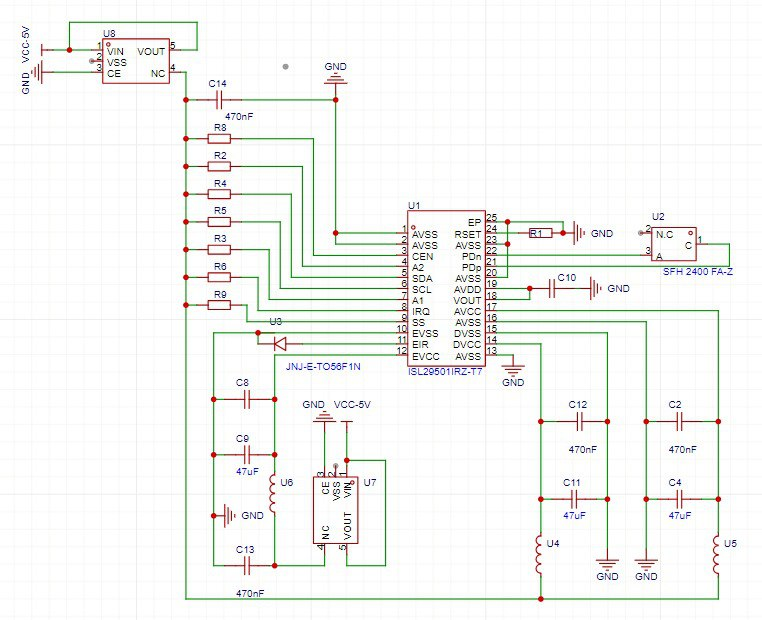 VCC-5V
GND
U8
1 VIN VOUT 5
2 VSS
3 CE NC 4
C14
470nF
GND
R8
R2
R4
R5
R3
R6
R9
U1
1 AVSS EP 25
2 AVSS RSET 24
3 CEN AVSS 23
4 A2 PDn 22
5 SDA PDp 21
6 SCL AVSS 20
7 A1 AVDD 19
8 IRQ VOUT 18
9 SS AVCC 17
10 EVSS AVSS 16
11 EIR DVSS 15
12 EVCC DVCC 14
AVSS 13
ISL29501IRZ-T7
R1
GND
U2
2 N.C
C 1
3 A
SFH 2400 FA-Z
C10
GND
GND
U3
JNJ-E-TO56F1N
C8
C9
47uF
U6
GND
C13
470nF
GND VCC-5V
3 CE
2 VSS
1 VIN
U7
4 NC
5 VOUT
C12
470nF
C11
47uF
U4
GND
C2
470nF
C4
47uF
GND
U5